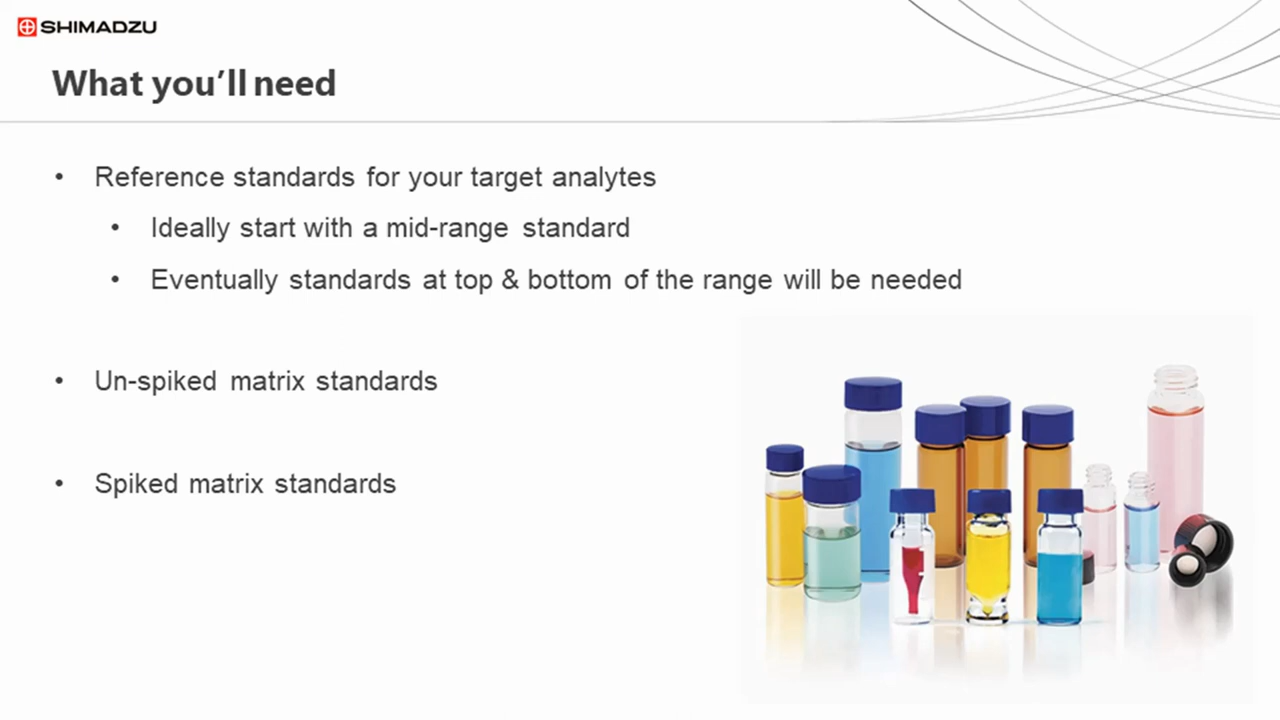 SHIMADZU
What you'll need
• Reference standards for your target analytes
• Ideally start with a mid-range standard
• Eventually standards at top & bottom of the range will be needed
• Un-spiked matrix standards
• Spiked matrix standards